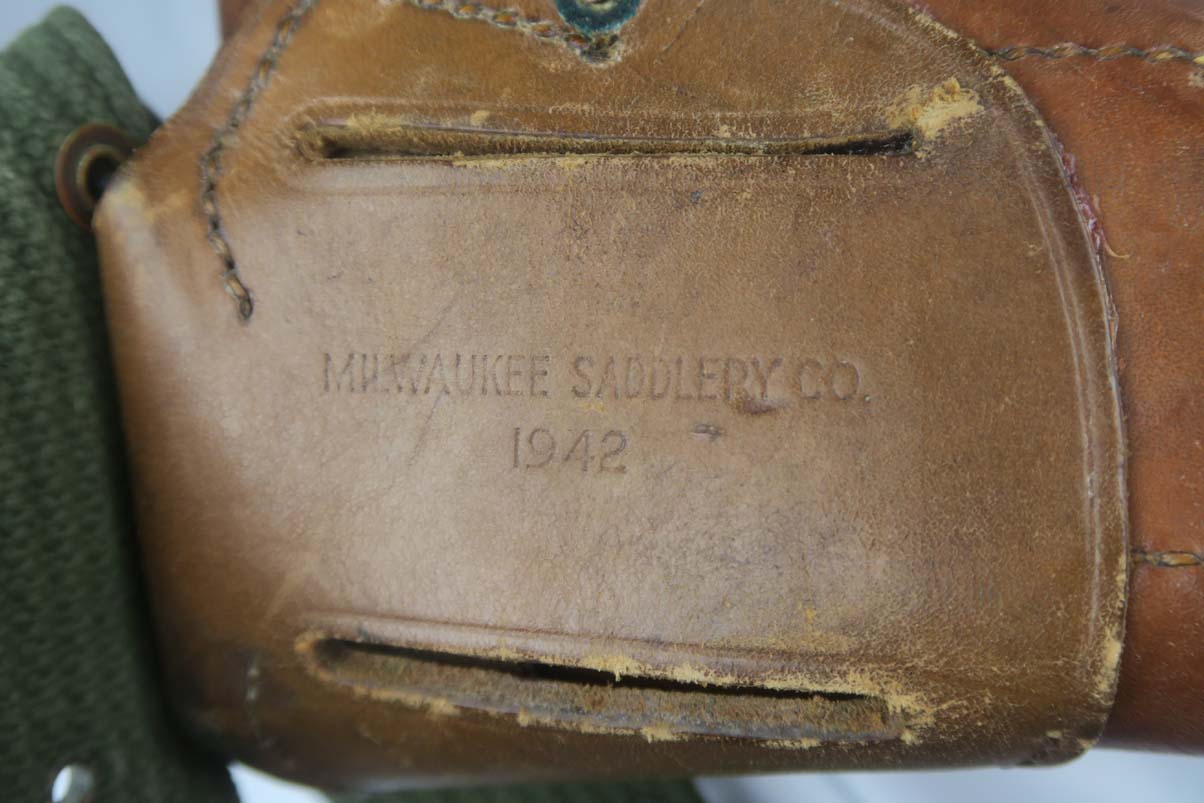 MILWAUKEE SADDLERY CO.
1942